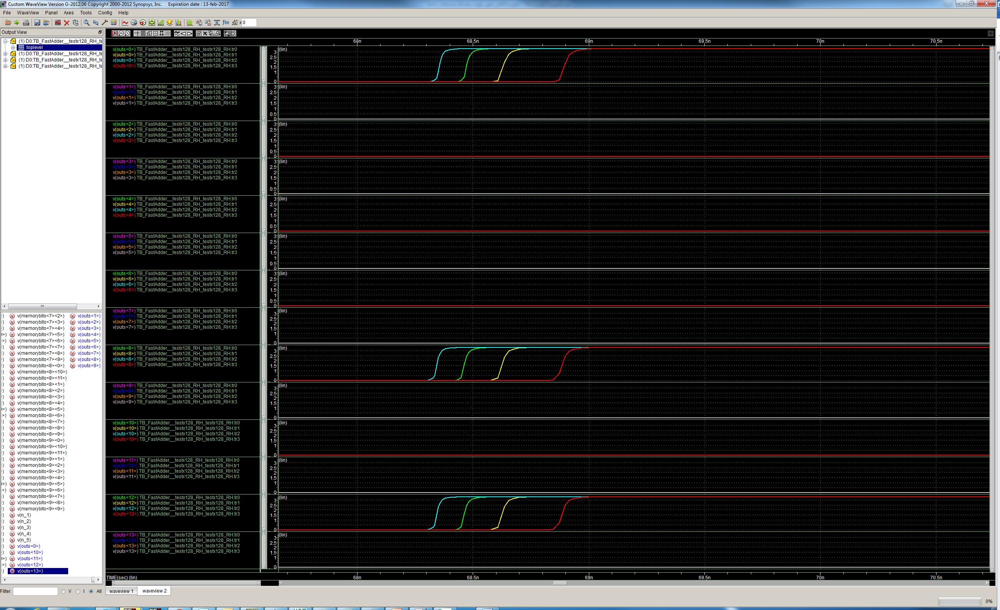 Custom WaveView Version G-2012.06 Copyright 2000-2012 Synopsys, Inc. Expiration date : 13-feb-2017
File WaveView Panel Axes Tools Config Help
x 0
Output View
(1) D0:TB_FastAdder__testx128_RH_te
toplevel
(1) D0:TB_FastAdder__testx128_RH_te
(1) D0:TB_FastAdder__testx128_RH_te
(1) D0:TB_FastAdder__testx128_RH_te
v(memorybito<7><2>) v(outs<1>)
v(memorybito<7><3>) v(outs<2>)
v(memorybito<7><4>) v(outs<3>)
v(memorybito<7><5>) v(outs<4>)
v(memorybito<7><6>) v(outs<5>)
v(memorybito<7><7>) v(outs<6>)
v(memorybito<7><8>) v(outs<7>)
v(memorybito<7><9>) v(outs<8>)
v(memorybito<8><0>) v(outs<9>)
v(memorybito<8><10>)
v(memorybito<8><11>)
v(memorybito<8><1>)
v(memorybito<8><2>)
v(memorybito<8><3>)
v(memorybito<8><4>)
v(memorybito<8><5>)
v(memorybito<8><6>)
v(memorybito<8><7>)
v(memorybito<8><8>)
v(memorybito<8><9>)
v(memorybito<9><0>)
v(memorybito<9><10>)
v(memorybito<9><11>)
v(memorybito<9><1>)
v(memorybito<9><2>)
v(memorybito<9><3>)
v(memorybito<9><4>)
v(memorybito<9><5>)
v(memorybito<9><6>)
v(memorybito<9><7>)
v(memorybito<9><8>)
v(memorybito<9><9>)
v(n_1)
v(n_2)
v(n_3)
v(n_4)
v(n_5)
v(outs<0>)
v(outs<10>)
v(outs<11>)
v(outs<12>)
v(outs<13>)
Filter V I All
68n 68.5n 69n 69.5n 70n 70.5n
v(outs<0>) TB_FastAdder__testx128_RH_testx128_RH.tr0
v(outs<0>) TB_FastAdder__testx128_RH_testx128_RH.tr1
v(outs<0>) TB_FastAdder__testx128_RH_testx128_RH.tr2
v(outs<0>) TB_FastAdder__testx128_RH_testx128_RH.tr3
(lin)
3
2.5
2
1.5
1
0
v(outs<1>) TB_FastAdder__testx128_RH_testx128_RH.tr0
v(outs<1>) TB_FastAdder__testx128_RH_testx128_RH.tr1
v(outs<1>) TB_FastAdder__testx128_RH_testx128_RH.tr2
v(outs<1>) TB_FastAdder__testx128_RH_testx128_RH.tr3
3 (lin)
2.5
2
1.5
1
0.5
0
v(outs<2>) TB_FastAdder__testx128_RH_testx128_RH.tr0
v(outs<2>) TB_FastAdder__testx128_RH_testx128_RH.tr1
v(outs<2>) TB_FastAdder__testx128_RH_testx128_RH.tr2
v(outs<2>) TB_FastAdder__testx128_RH_testx128_RH.tr3
3 (lin)
2.5
2
1.5
1
0.5
0
v(outs<3>) TB_FastAdder__testx128_RH_testx128_RH.tr0
v(outs<3>) TB_FastAdder__testx128_RH_testx128_RH.tr1
v(outs<3>) TB_FastAdder__testx128_RH_testx128_RH.tr2
v(outs<3>) TB_FastAdder__testx128_RH_testx128_RH.tr3
3 (lin)
2.5
2
1.5
1
0.5
0
v(outs<4>) TB_FastAdder__testx128_RH_testx128_RH.tr0
v(outs<4>) TB_FastAdder__testx128_RH_testx128_RH.tr1
v(outs<4>) TB_FastAdder__testx128_RH_testx128_RH.tr2
v(outs<4>) TB_FastAdder__testx128_RH_testx128_RH.tr3
3 (lin)
2.5
2
1.5
1
0.5
0
v(outs<5>) TB_FastAdder__testx128_RH_testx128_RH.tr0
v(outs<5>) TB_FastAdder__testx128_RH_testx128_RH.tr1
v(outs<5>) TB_FastAdder__testx128_RH_testx128_RH.tr2
v(outs<5>) TB_FastAdder__testx128_RH_testx128_RH.tr3
3 (lin)
2.5
2
1.5
1
0.5
0
v(outs<6>) TB_FastAdder__testx128_RH_testx128_RH.tr0
v(outs<6>) TB_FastAdder__testx128_RH_testx128_RH.tr1
v(outs<6>) TB_FastAdder__testx128_RH_testx128_RH.tr2
v(outs<6>) TB_FastAdder__testx128_RH_testx128_RH.tr3
3 (lin)
2.5
2
1.5
1
0.5
0
v(outs<7>) TB_FastAdder__testx128_RH_testx128_RH.tr0
v(outs<7>) TB_FastAdder__testx128_RH_testx128_RH.tr1
v(outs<7>) TB_FastAdder__testx128_RH_testx128_RH.tr2
v(outs<7>) TB_FastAdder__testx128_RH_testx128_RH.tr3
(lin)
3
2.5
2
1.5
1
0
v(outs<8>) TB_FastAdder__testx128_RH_testx128_RH.tr0
v(outs<8>) TB_FastAdder__testx128_RH_testx128_RH.tr1
v(outs<8>) TB_FastAdder__testx128_RH_testx128_RH.tr2
v(outs<8>) TB_FastAdder__testx128_RH_testx128_RH.tr3
(lin)
3
2.5
2
1.5
1
0
v(outs<9>) TB_FastAdder__testx128_RH_testx128_RH.tr0
v(outs<9>) TB_FastAdder__testx128_RH_testx128_RH.tr1
v(outs<9>) TB_FastAdder__testx128_RH_testx128_RH.tr2
v(outs<9>) TB_FastAdder__testx128_RH_testx128_RH.tr3
(lin)
3
2.5
2
1.5
1
0
v(outs<10>) TB_FastAdder__testx128_RH_testx128_RH.tr0
v(outs<10>) TB_FastAdder__testx128_RH_testx128_RH.tr1
v(outs<10>) TB_FastAdder__testx128_RH_testx128_RH.tr2
v(outs<10>) TB_FastAdder__testx128_RH_testx128_RH.tr3
(lin)
3
2.5
2
1.5
1
0
v(outs<11>) TB_FastAdder__testx128_RH_testx128_RH.tr0
v(outs<11>) TB_FastAdder__testx128_RH_testx128_RH.tr1
v(outs<11>) TB_FastAdder__testx128_RH_testx128_RH.tr2
v(outs<11>) TB_FastAdder__testx128_RH_testx128_RH.tr3
(lin)
3
2.5
2
1.5
1
0
v(outs<12>) TB_FastAdder__testx128_RH_testx128_RH.tr0
v(outs<12>) TB_FastAdder__testx128_RH_testx128_RH.tr1
v(outs<12>) TB_FastAdder__testx128_RH_testx128_RH.tr2
v(outs<12>) TB_FastAdder__testx128_RH_testx128_RH.tr3
(lin)
3
2.5
2
1.5
1
0
v(outs<13>) TB_FastAdder__testx128_RH_testx128_RH.tr0
v(outs<13>) TB_FastAdder__testx128_RH_testx128_RH.tr1
v(outs<13>) TB_FastAdder__testx128_RH_testx128_RH.tr2
v(outs<13>) TB_FastAdder__testx128_RH_testx128_RH.tr3
(lin)
3
2.5
2
1.5
1
0
TIME(sec) (lin) 68n 68.5n 69n 69.5n 70n 70.5n
waveview 1 waveview 2
0%